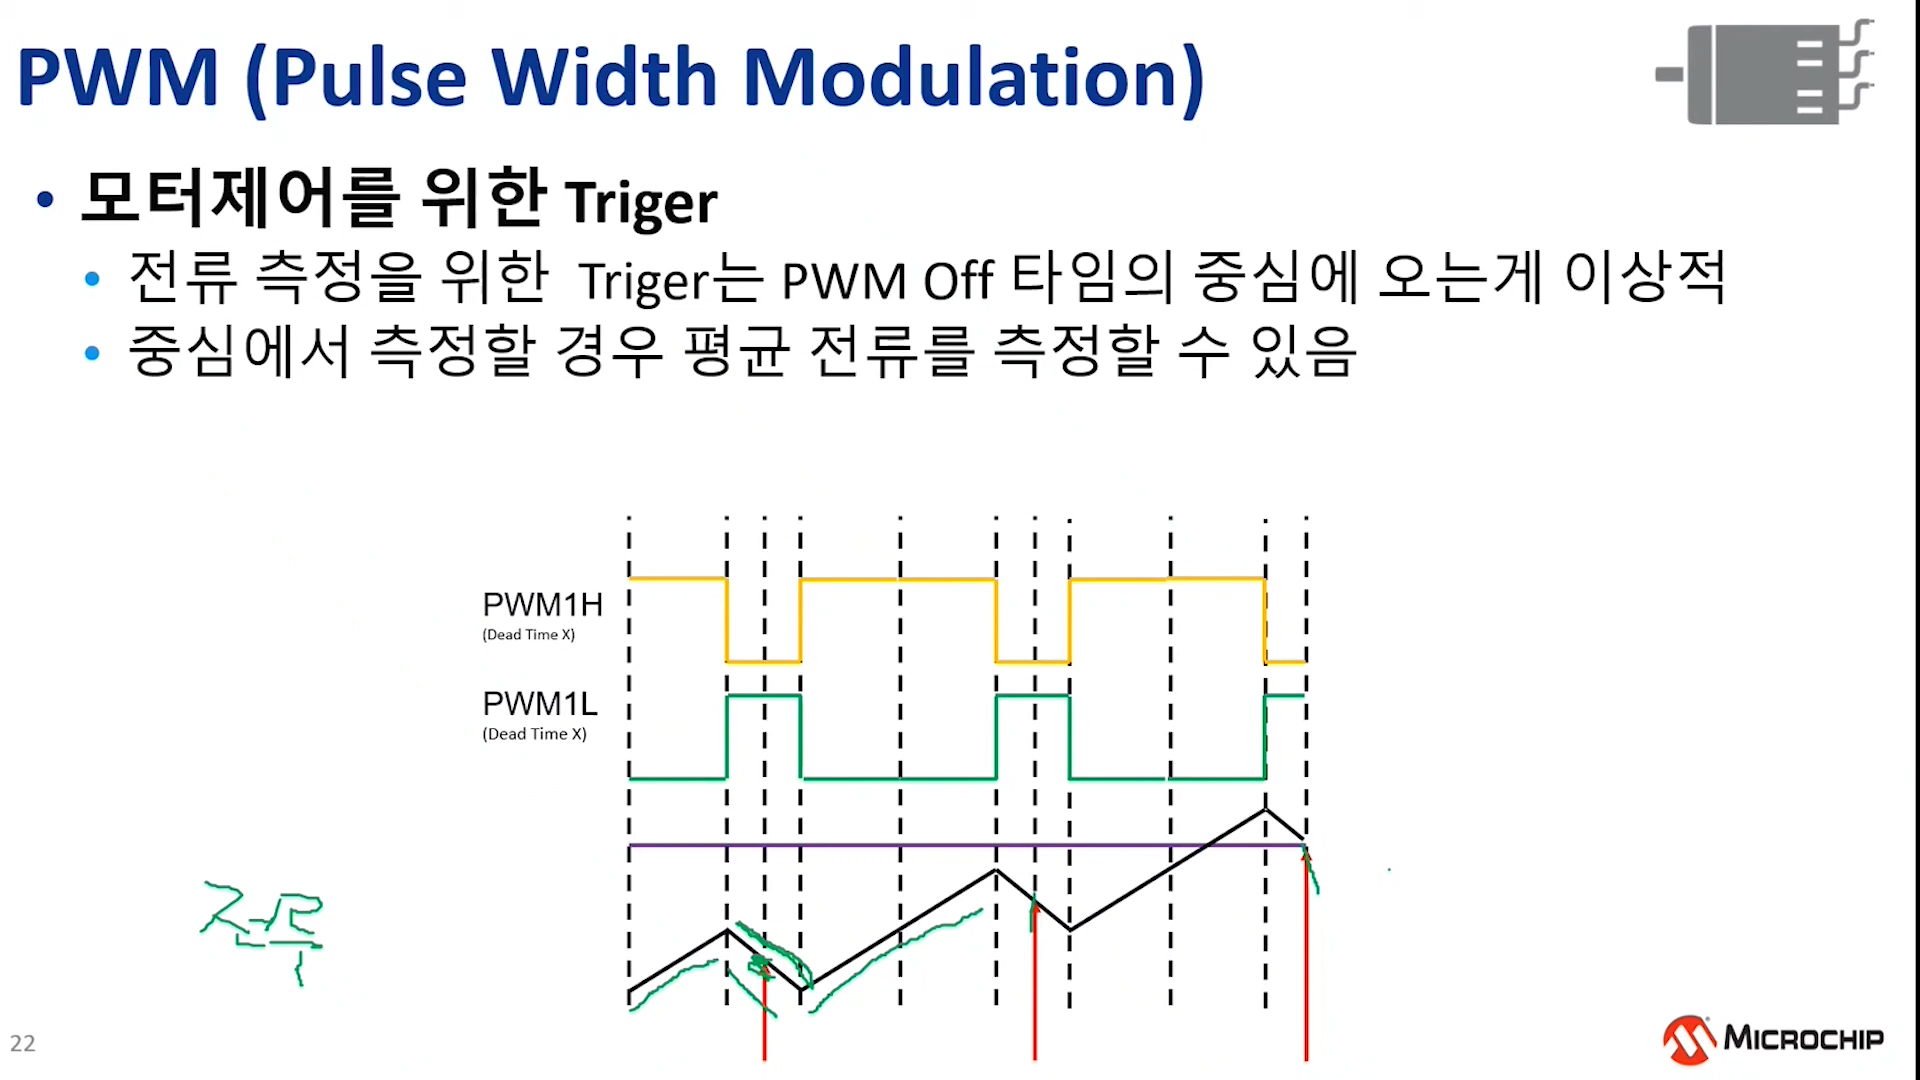 PWM (Pulse Width Modulation)
• 모터제어를 위한 Triger
• 전류 측정을 위한 Triger는 PWM Off 타임의 중심에 오는게 이상적
• 중심에서 측정할 경우 평균 전류를 측정할 수 있음
PWM1H
(Dead Time X)
PWM1L
(Dead Time X)
22
MICROCHIP